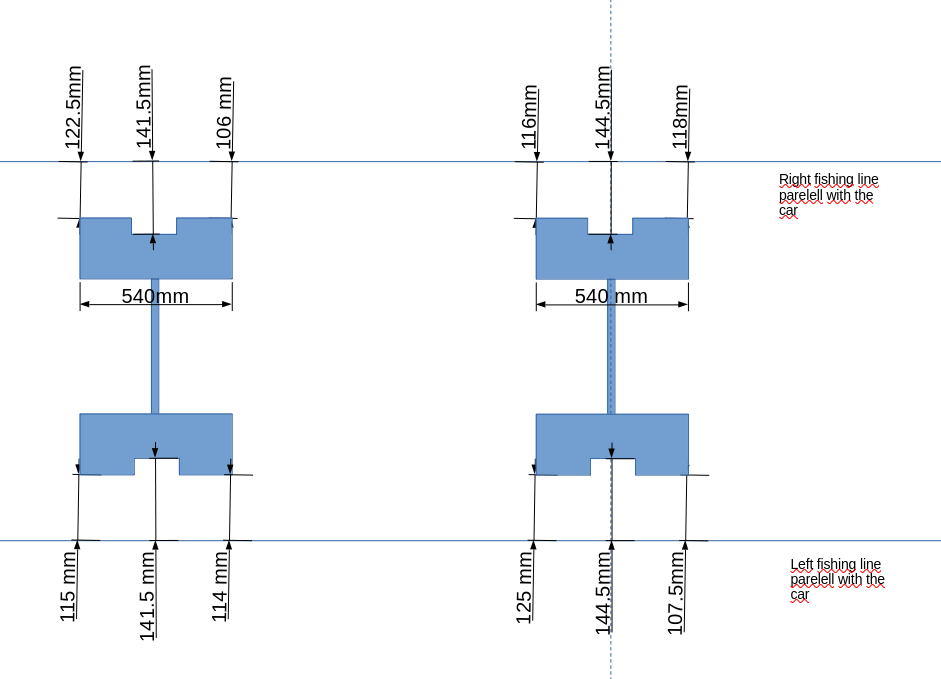 122.5mm
141.5mm
106 mm
116mm
144.5mm
118mm
Right fishing line
parelell with the
car
540mm
540 mm
115 mm
141.5 mm
114 mm
125 mm
144.5mm
107.5mm
Left fishing line
parelell with the
car